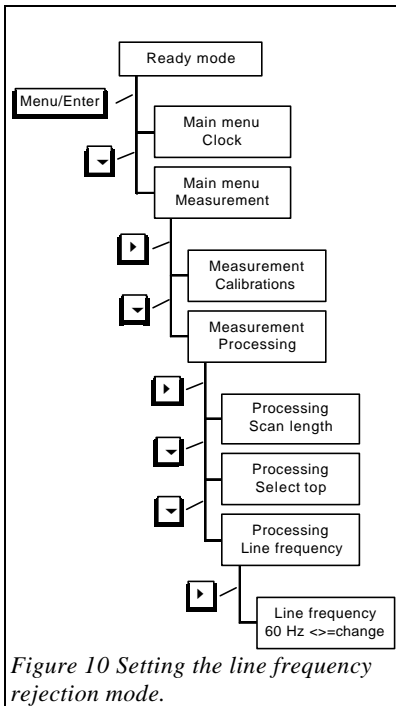 Ready mode
Menu/Enter
Main menu
Clock
Main menu
Measurement
Measurement
Calibrations
Measurement
Processing
Processing
Scan length
Processing
Select top
Processing
Line frequency
Line frequency
60 Hz <>=change
Figure 10 Setting the line frequency
rejection mode.